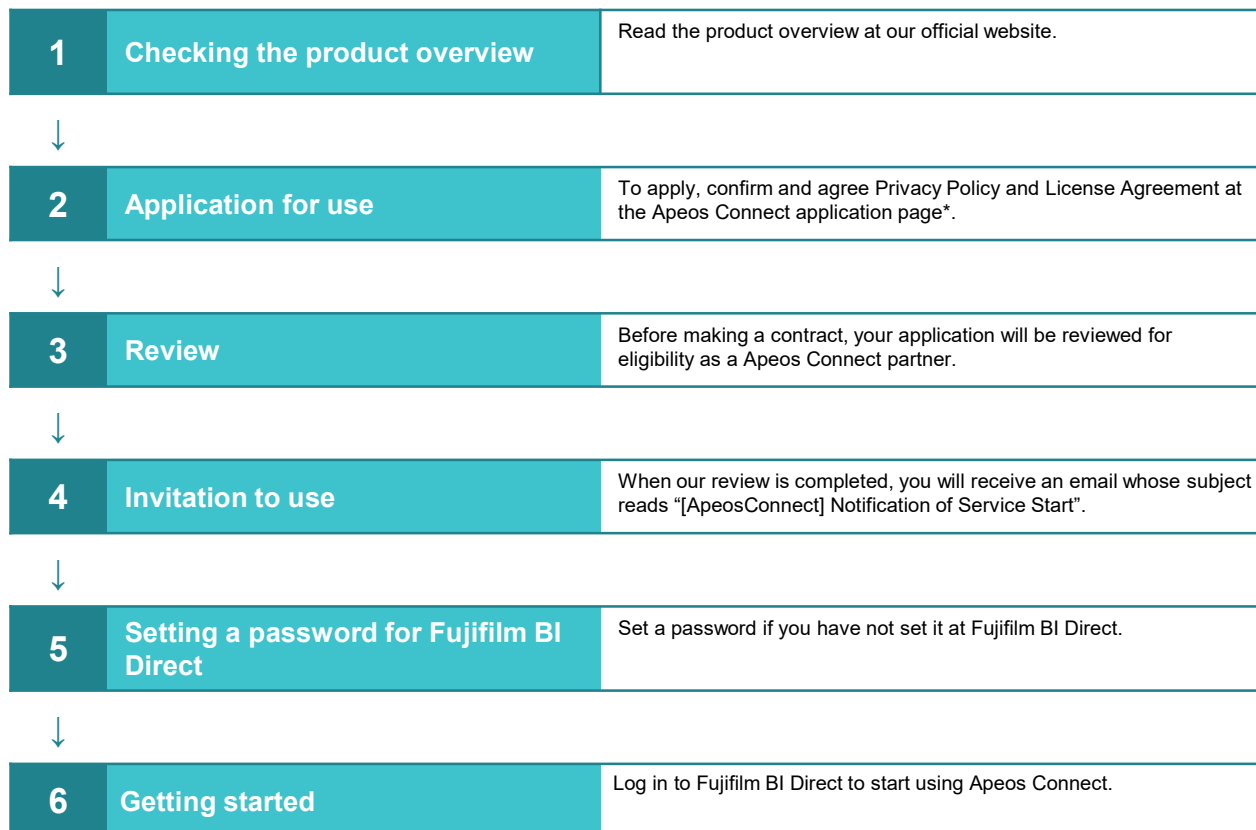 1
Checking the product overview
Read the product overview at our official website.
↓
2
Application for use
To apply, confirm and agree Privacy Policy and License Agreement at
the Apeos Connect application page*.
↓
3
Review
Before making a contract, your application will be reviewed for
eligibility as a Apeos Connect partner.
↓
4
Invitation to use
When our review is completed, you will receive an email whose subject
reads “[ApeosConnect] Notification of Service Start”.
↓
5
Setting a password for Fujifilm BI
Direct
Set a password if you have not set it at Fujifilm BI Direct.
↓
6
Getting started
Log in to Fujifilm BI Direct to start using Apeos Connect.